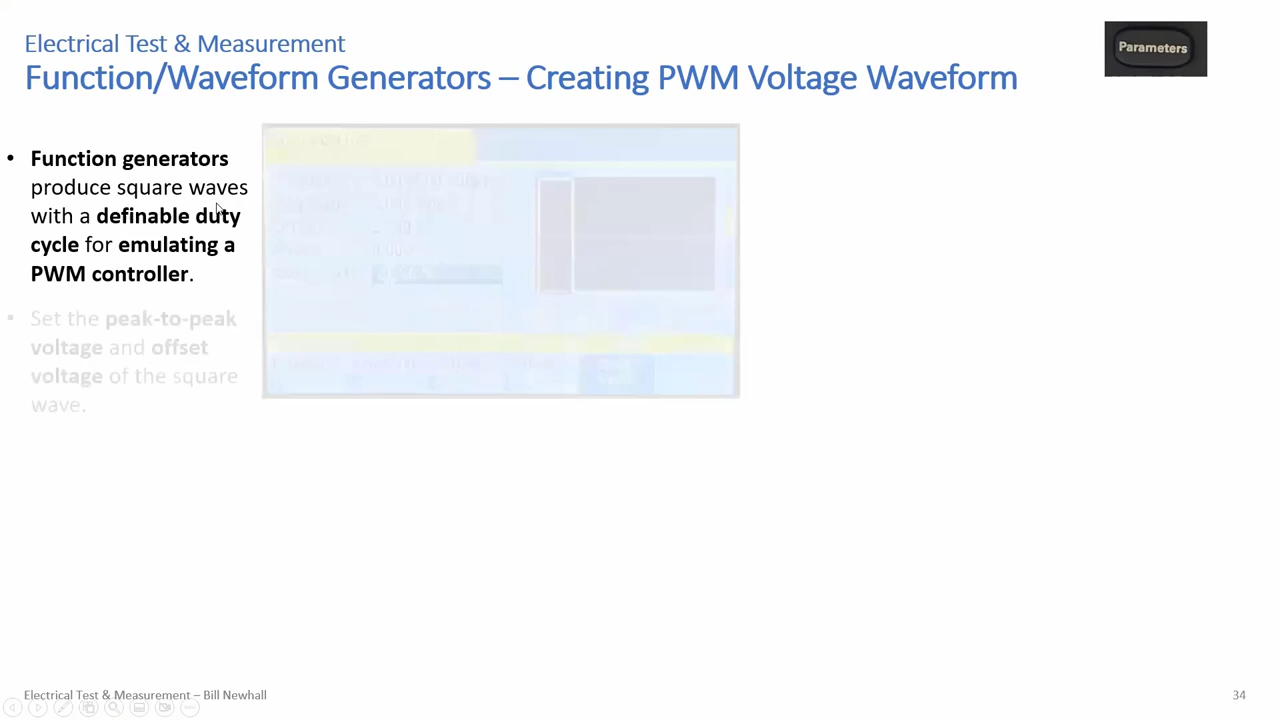 Electrical Test & Measurement
Function/Waveform Generators – Creating PWM Voltage Waveform
Parameters
• Function generators
produce square waves
with a definable duty
cycle for emulating a
PWM controller.
• Set the peak-to-peak
voltage and offset
voltage of the square
wave.
Electrical Test & Measurement – Bill Newhall
34